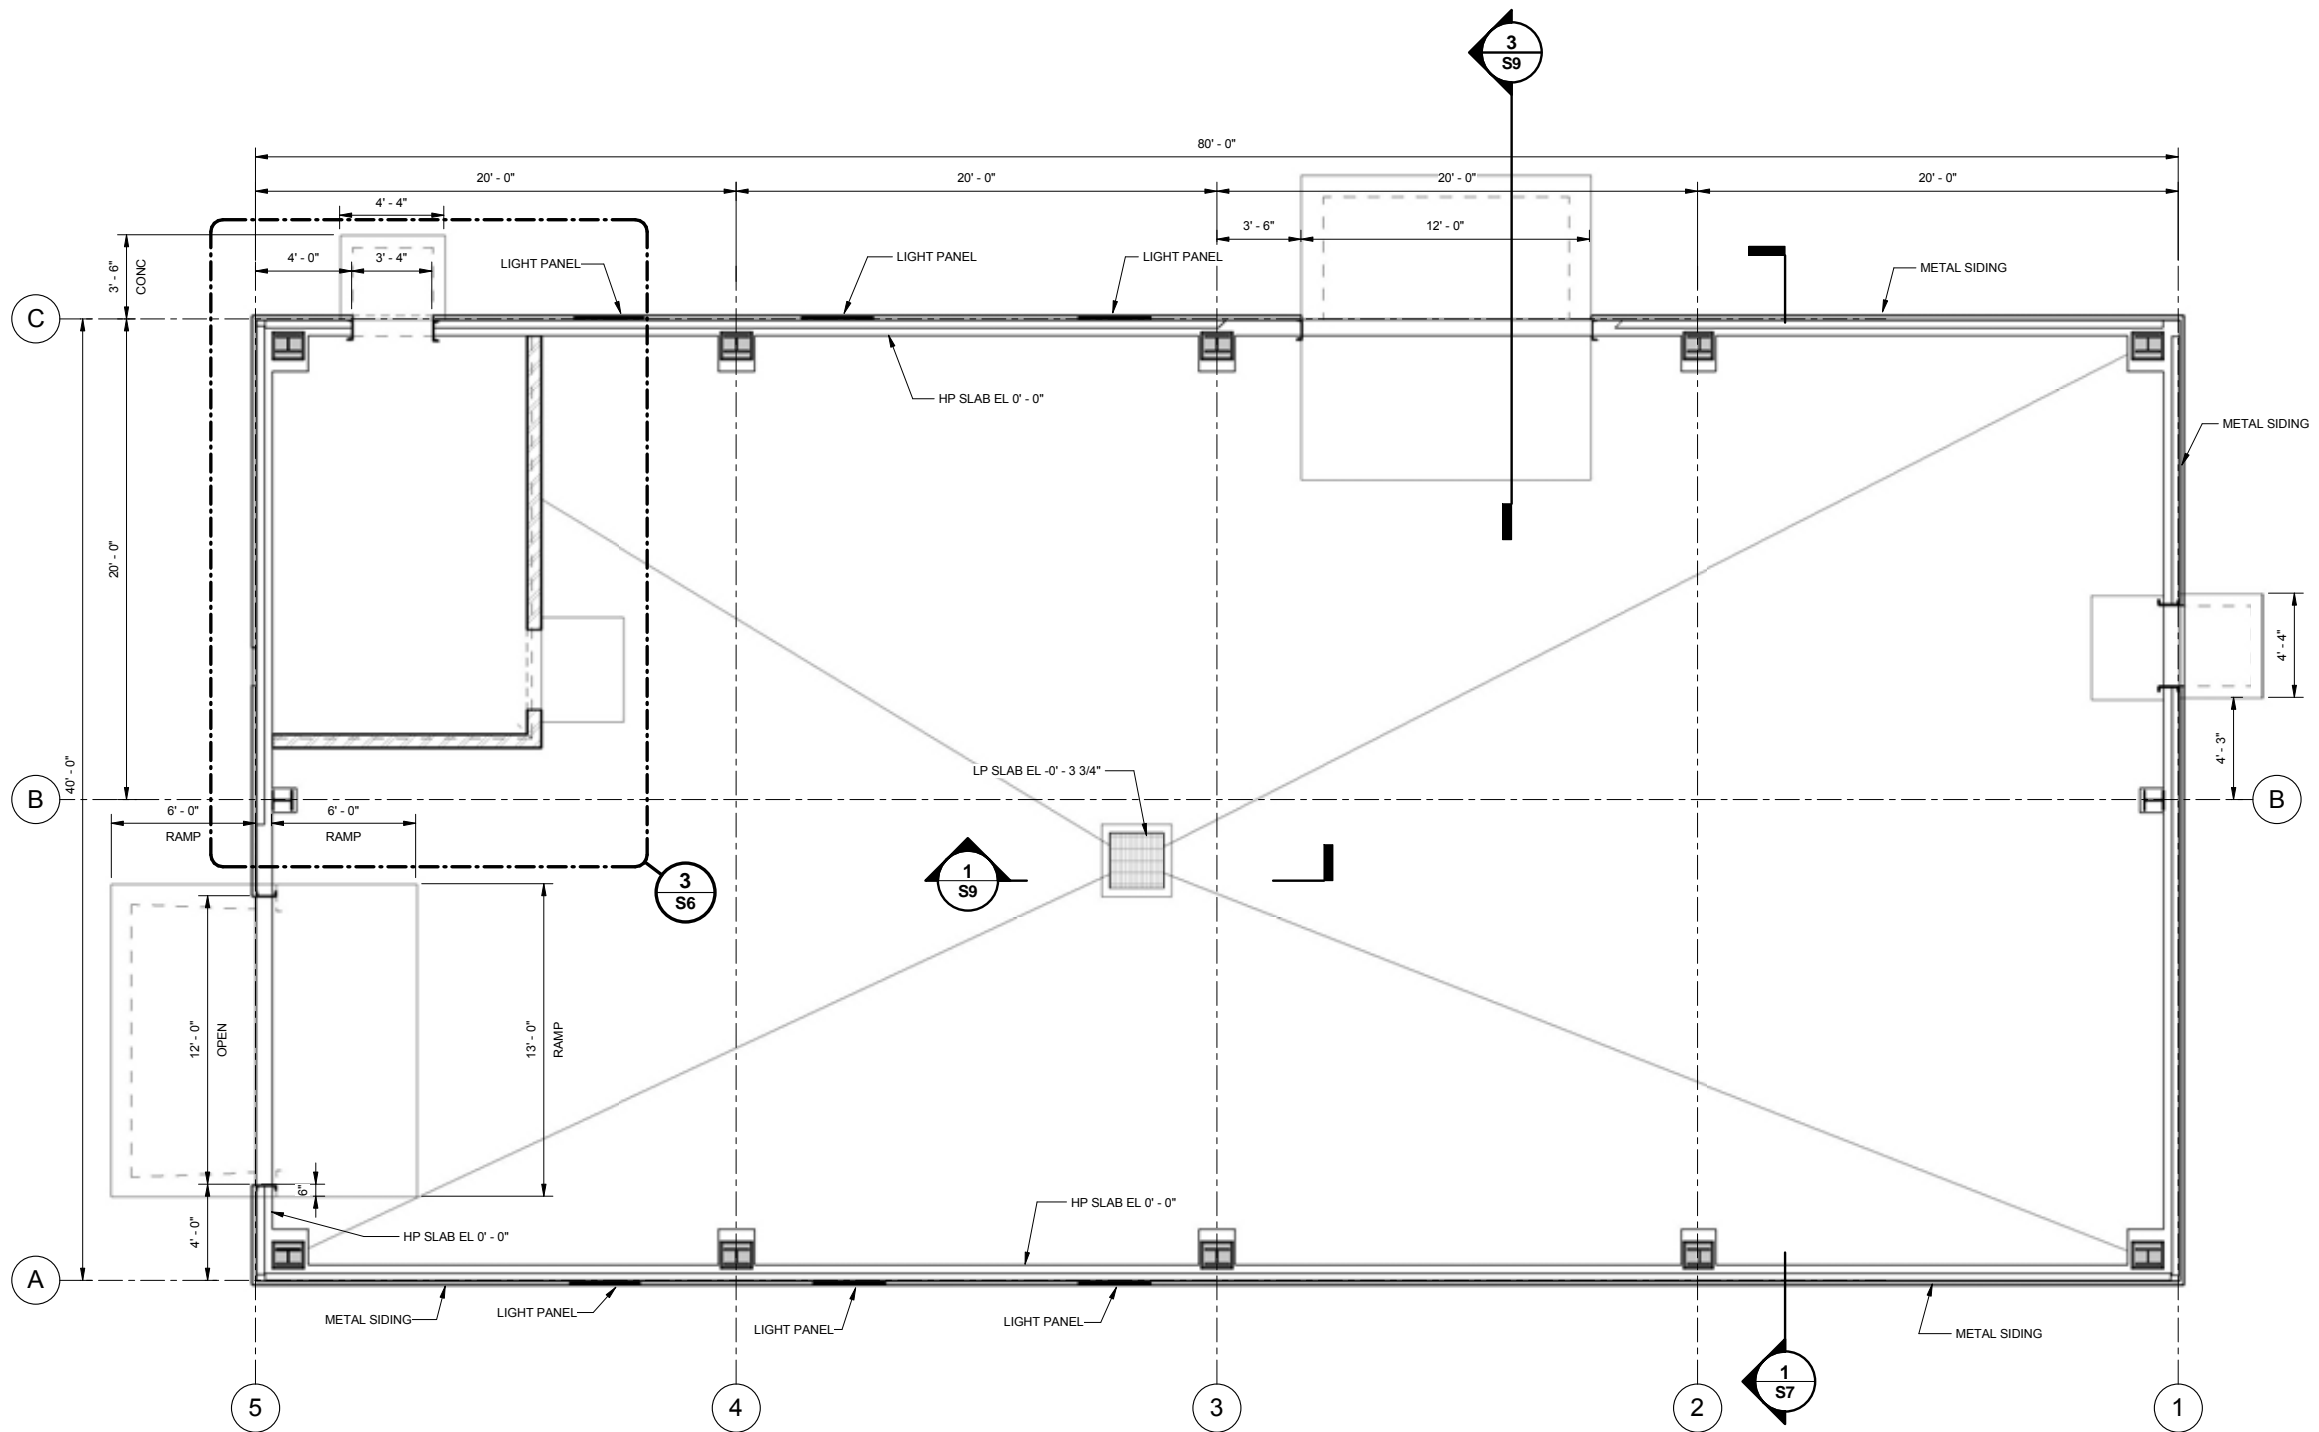 3
S9
80' - 0"
20' - 0"
20' - 0"
20' - 0"
20' - 0"
4' - 4"
3' - 6"
12' - 0"
3' - 6"
CONC
4' - 0"
3' - 4"
LIGHT PANEL
LIGHT PANEL
LIGHT PANEL
METAL SIDING
C
HP SLAB EL 0' - 0"
METAL SIDING
20' - 0"
4' - 4"
4' - 3"
40' - 0"
LP SLAB EL -0' - 3 3/4"
B
B
6' - 0"
RAMP
6' - 0"
RAMP
3
S6
1
S9
12' - 0"
OPEN
13' - 0"
RAMP
6"
4' - 0"
HP SLAB EL 0' - 0"
HP SLAB EL 0' - 0"
A
METAL SIDING
LIGHT PANEL
LIGHT PANEL
LIGHT PANEL
METAL SIDING
1
S7
5
4
3
2
1